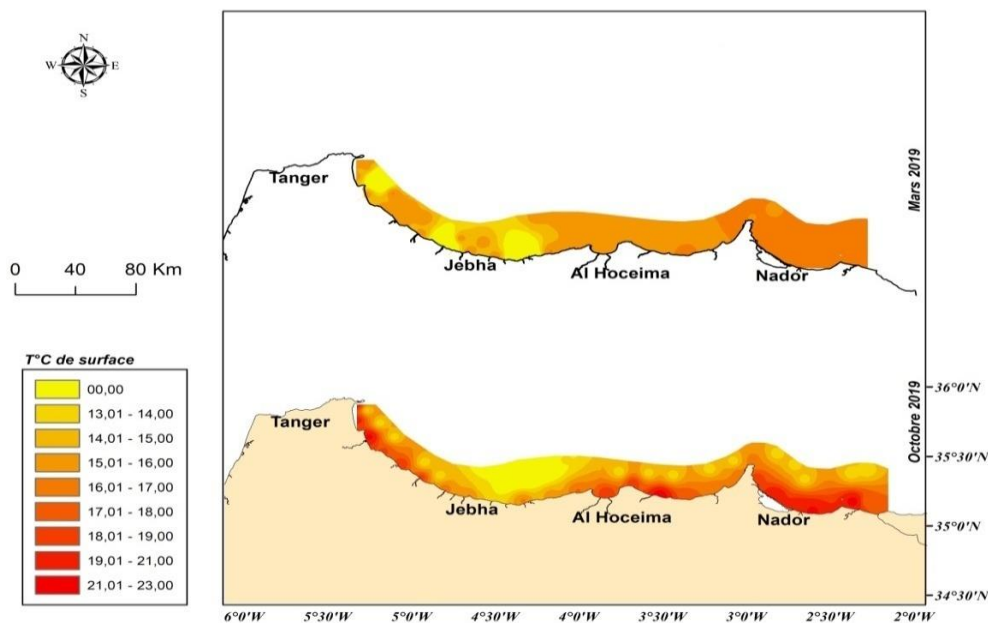 N
W E
S
Tanger
Jebha
Al Hoceima
Nador
Mars 2019
0 40 80 Km
T°C de surface
00,00
13,01 - 14,00
14,01 - 15,00
15,01 - 16,00
16,01 - 17,00
17,01 - 18,00
18,01 - 19,00
19,01 - 21,00
21,01 - 23,00
Tanger
Jebha
Al Hoceima
Nador
Octobre 2019
36°0'N
35°30'N
35°0'N
34°30'N
6°0'W 5°30'W 5°0'W 4°30'W 4°0'W 3°30'W 3°0'W 2°30'W 2°0'W